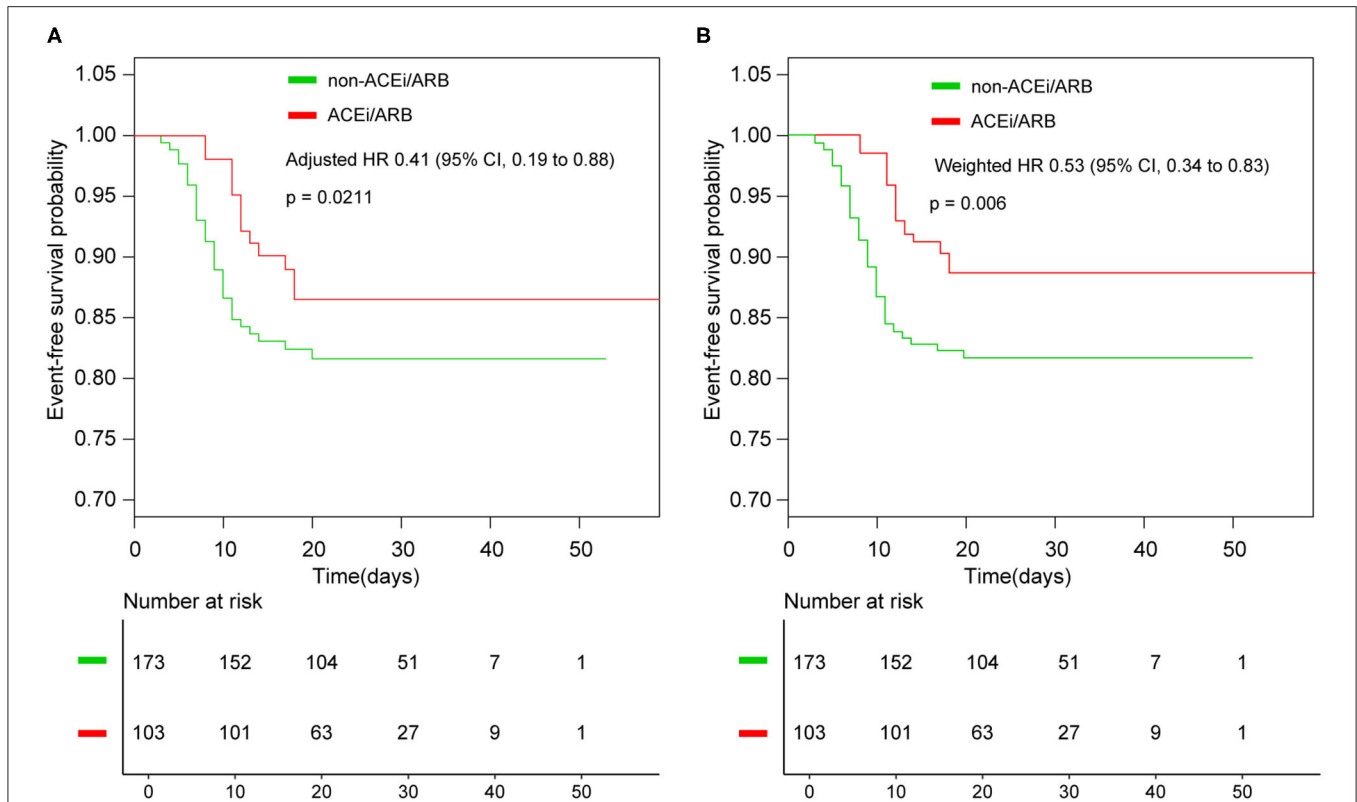 A
1.05
1.00
0.95
0.90
0.85
0.80
0.75
0.70
Event-free survival probability
non-ACEi/ARB
ACEi/ARB
Adjusted HR 0.41 (95% CI, 0.19 to 0.88)
p = 0.0211
0 10 20 30 40 50
Time(days)
Number at risk
173 152 104 51 7 1
103 101 63 27 9 1
0 10 20 30 40 50
B
1.05
1.00
0.95
0.90
0.85
0.80
0.75
0.70
Event-free survival probability
non-ACEi/ARB
ACEi/ARB
Weighted HR 0.53 (95% CI, 0.34 to 0.83)
p = 0.006
0 10 20 30 40 50
Time(days)
Number at risk
173 152 104 51 7 1
103 101 63 27 9 1
0 10 20 30 40 50